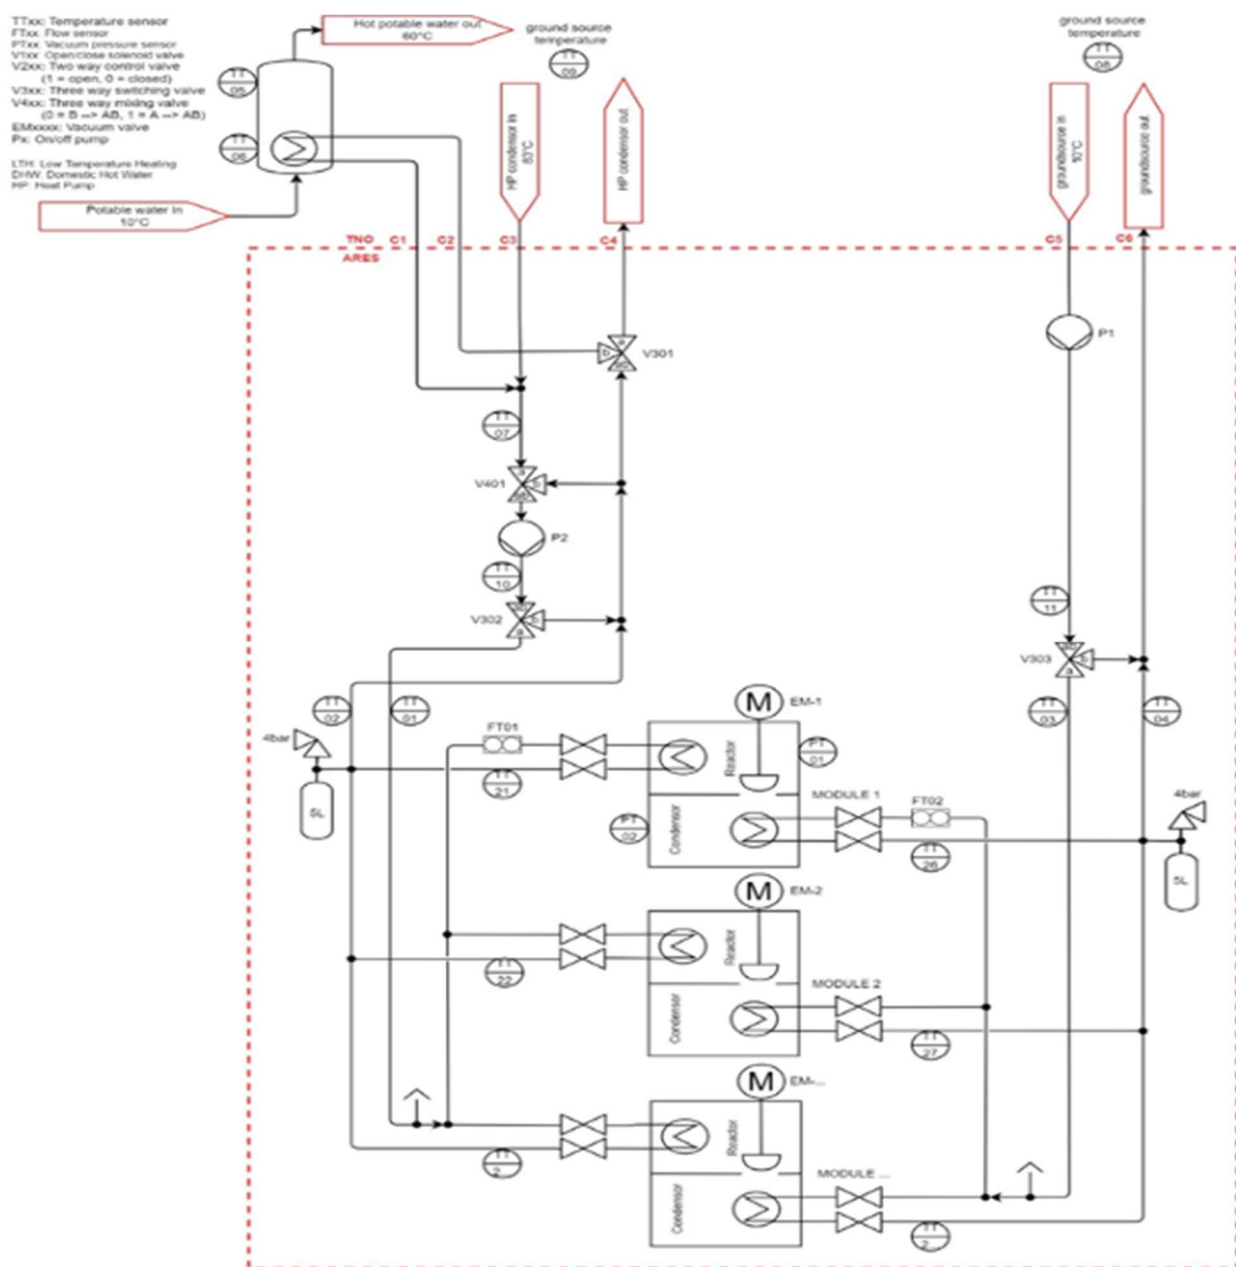 TTxx: Temperature sensor
FTxx: Flow sensor
PTxx: Vacuum pressure sensor
V1xx: Open/close solenoid valve
V2xx: Two way control valve
(1 = open, 0 = closed)
V3xx: Three way switching valve
V4xx: Three way mixing valve
(0 = B --> AB, 1 = A --> AB)
EMxxxx: Vacuum valve
Px: On/off pump
LTH: Low Temperature Heating
DHW: Domestic Hot Water
HP: Heat Pump
Hot potable water out
60°C
ground source
temperature
TT
09
ground source
temperature
TT
08
TT
05
TT
06
HP condensor in
83°C
HP condensor out
groundsource in
10°C
groundsource out
Potable water in
10°C
TNO
C1
C2
C3
C4
C5
C6
ARES
P1
a
b
ab
V301
TT
07
V401
a
b
ab
P2
TT
10
V302
ab
b
a
TT
11
V303
ab
b
a
TT
02
TT
01
TT
03
TT
04
M
EM-1
4bar
FT01
Reactor
PT
01
TT
21
MODULE 1
FT02
4bar
5L
PT
02
Condensor
TT
26
5L
M
EM-2
Reactor
TT
22
MODULE 2
Condensor
TT
27
M
EM-...
Reactor
TT
2_
MODULE ...
Condensor
TT
2_